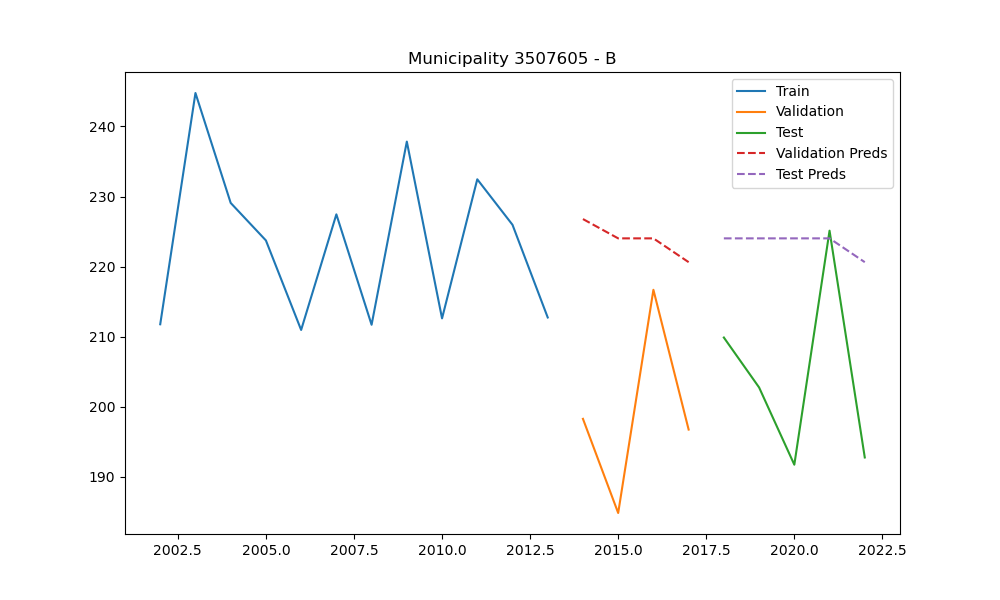 Municipality 3507605 - B
Train
Validation
Test
Validation Preds
Test Preds
240
230
220
210
200
190
2002.5 2005.0 2007.5 2010.0 2012.5 2015.0 2017.5 2020.0 2022.5